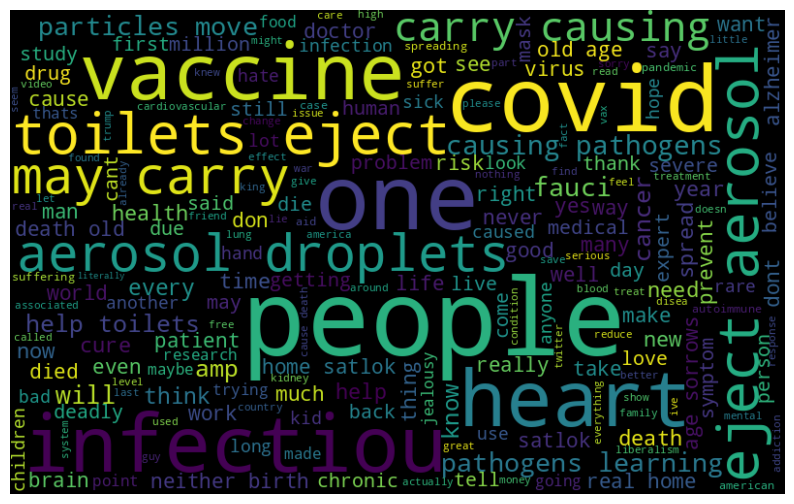 particles move
food
care
high
carry causing
want
cardiovascular
vaccine
first
million
doctor
might
infection
spreading
mask
old age
say
little
study
drug
hate
got
see
virus
suffer
part
read
pandemic
covid
aerosol
alzheimer
video
knew
cause
thats
still
human
sick
please
vax
hope
seem
toilets eject
trump
change
issue
case
lot
causing pathogens
fact
may carry
cant
problem
risk
look
thank
severe
found
effect
war
nothing
find
feel
treatment
already
king
give
one
fauci
year
man
health
said
die
right
yes
way
doesn
believe
real
let
friend
lie
aid
never
cancer
spread
prevent
death old
due
don
lung
america
caused
medical
expert
hand
good
many
aerosol droplets
suffering
literally
time
getting
life
live
well
day
need
rare
dont
save
serious
associated
world
every
another
may
around
people
come
condition
anyone
blood
treat
make
disea
autoimmune
help toilets
now
called
free
patient
cause death
cure
research
home satlok
really
twitter
reduce
new
person
response
died
even
maybe
amp
take
love
symptom
level
better
bad
will
think
trying
much
help
thing
jealousy
know
heart
age sorrows
eject
last
kidney
deadly
work
kid
back
everything
show
family
live
mental
children
system
used
country
infectiou
long
made
use
satlok
death
great
liberalism
addiction
guy
pathogens learning
brain
point
neither birth
chronic
actually
tell
money
going
real home
american